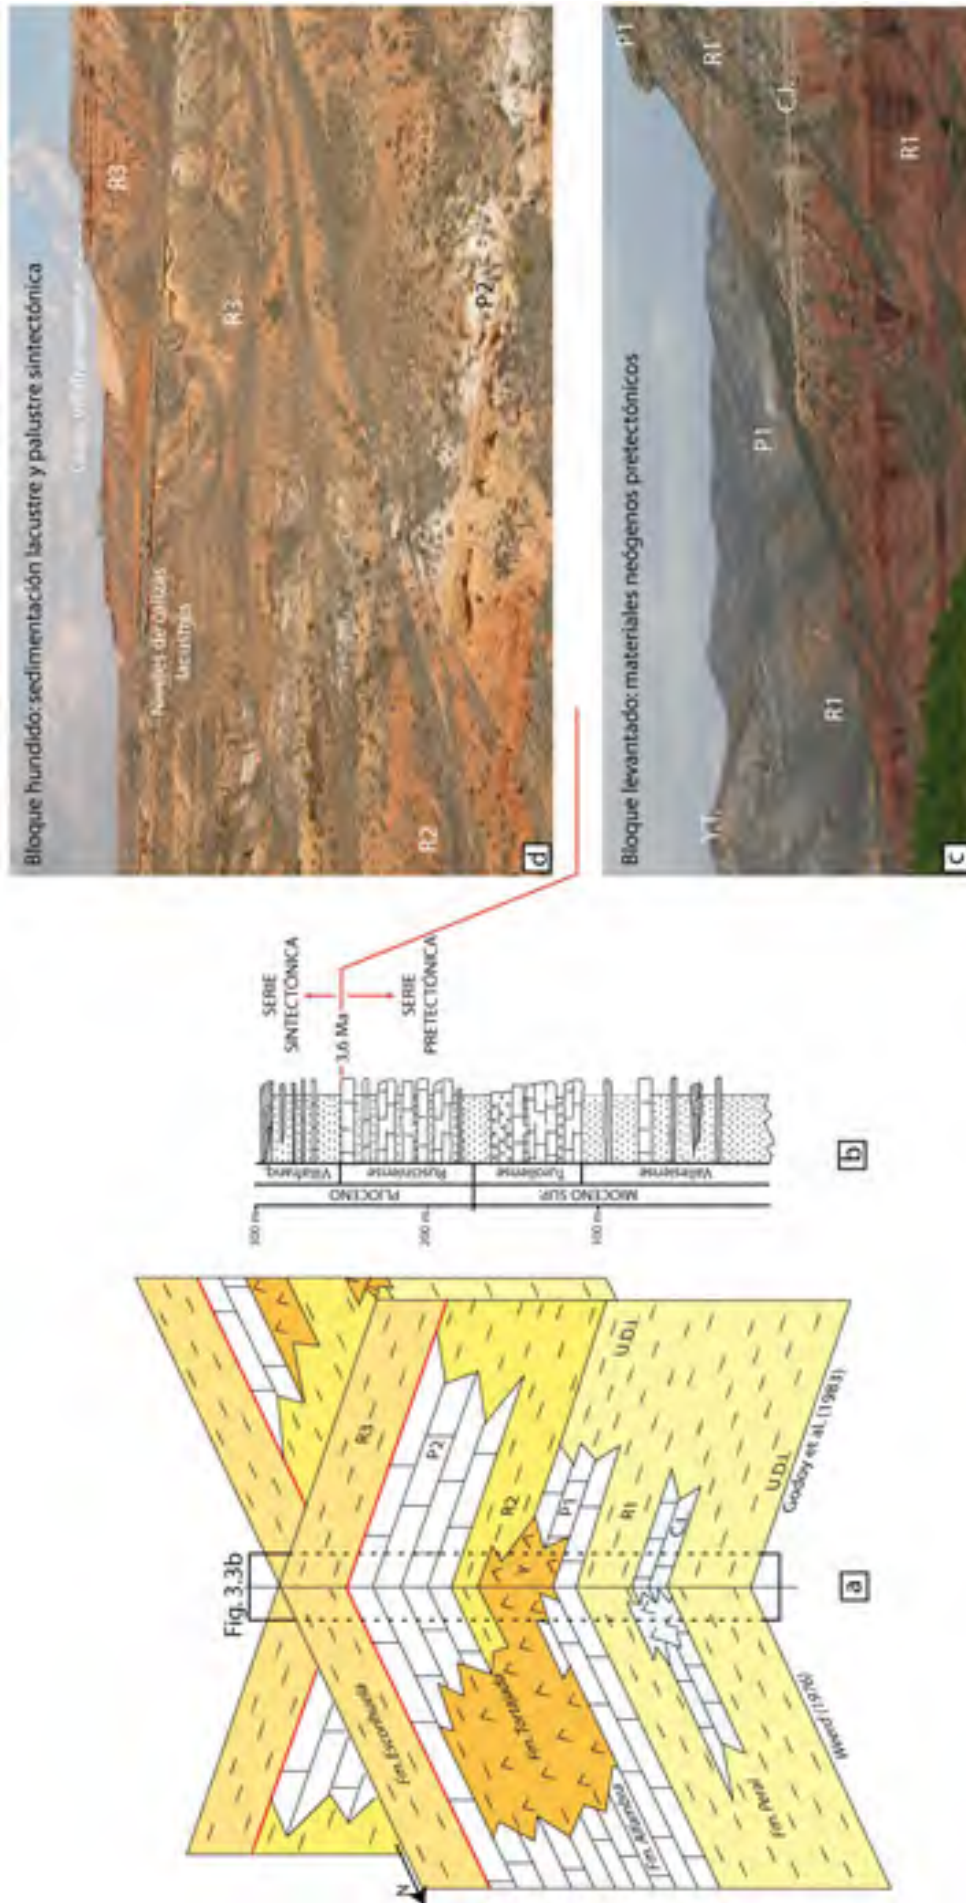 Fig. 3.3b
N
R3
P2
R2
Y
P1
R1
C.I.
U.D.I.
U.D.I.
Fm. Escorihuela
Fm. Tortajada
Fm. Alfambra
Fm. Peral
Weerd (1976)
Godoy et al. (1983)
a
300 m
200 m
100 m
PLIOCENO
MIOCENO SUP.
Villafranq.
Rusciniense
Turoliense
Vallesiense
SERIE
SINTECTÓNICA
≈ 3,6 Ma
SERIE
PRETECTÓNICA
b
Bloque hundido: sedimentación lacustre y palustre sintectónica
R3
Niveles de calizas
lacustres
R3
R2
P2
d
Bloque levantado: materiales neógenos pretectónicos
P1
R1
P1
C.I.
R1
R1
c